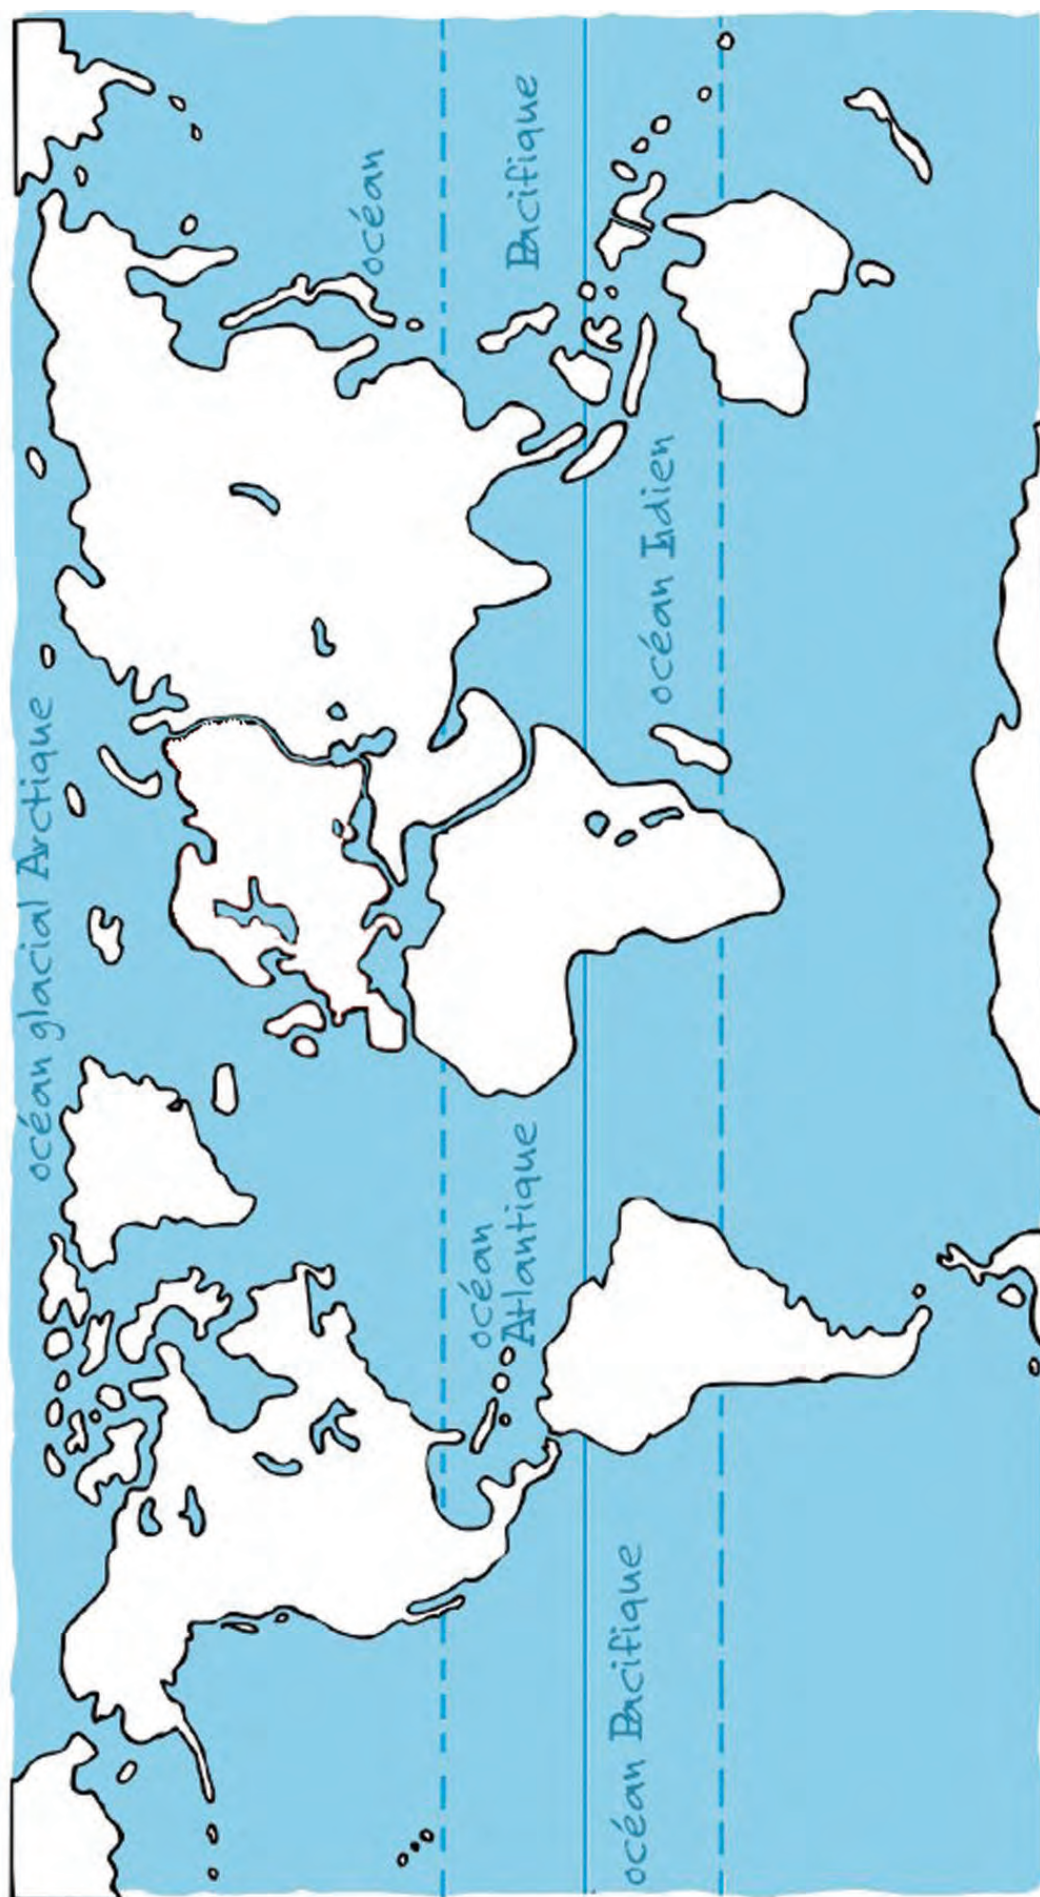 océan glacial Arctique
océan
Pacifique
océan
Atlantique
océan Indien
océan Pacifique